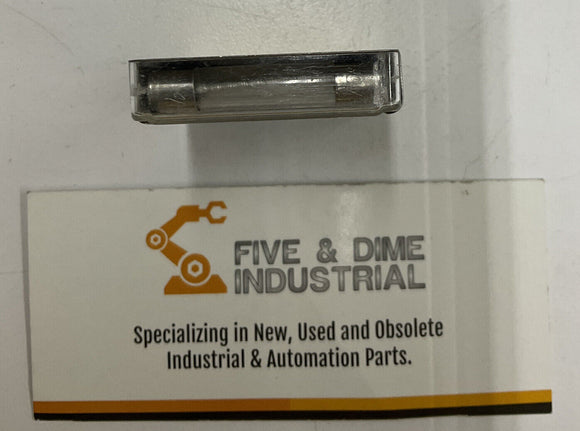 FIVE & DIME
INDUSTRIAL
Specializing in New, Used and Obsolete
Industrial & Automation Parts.